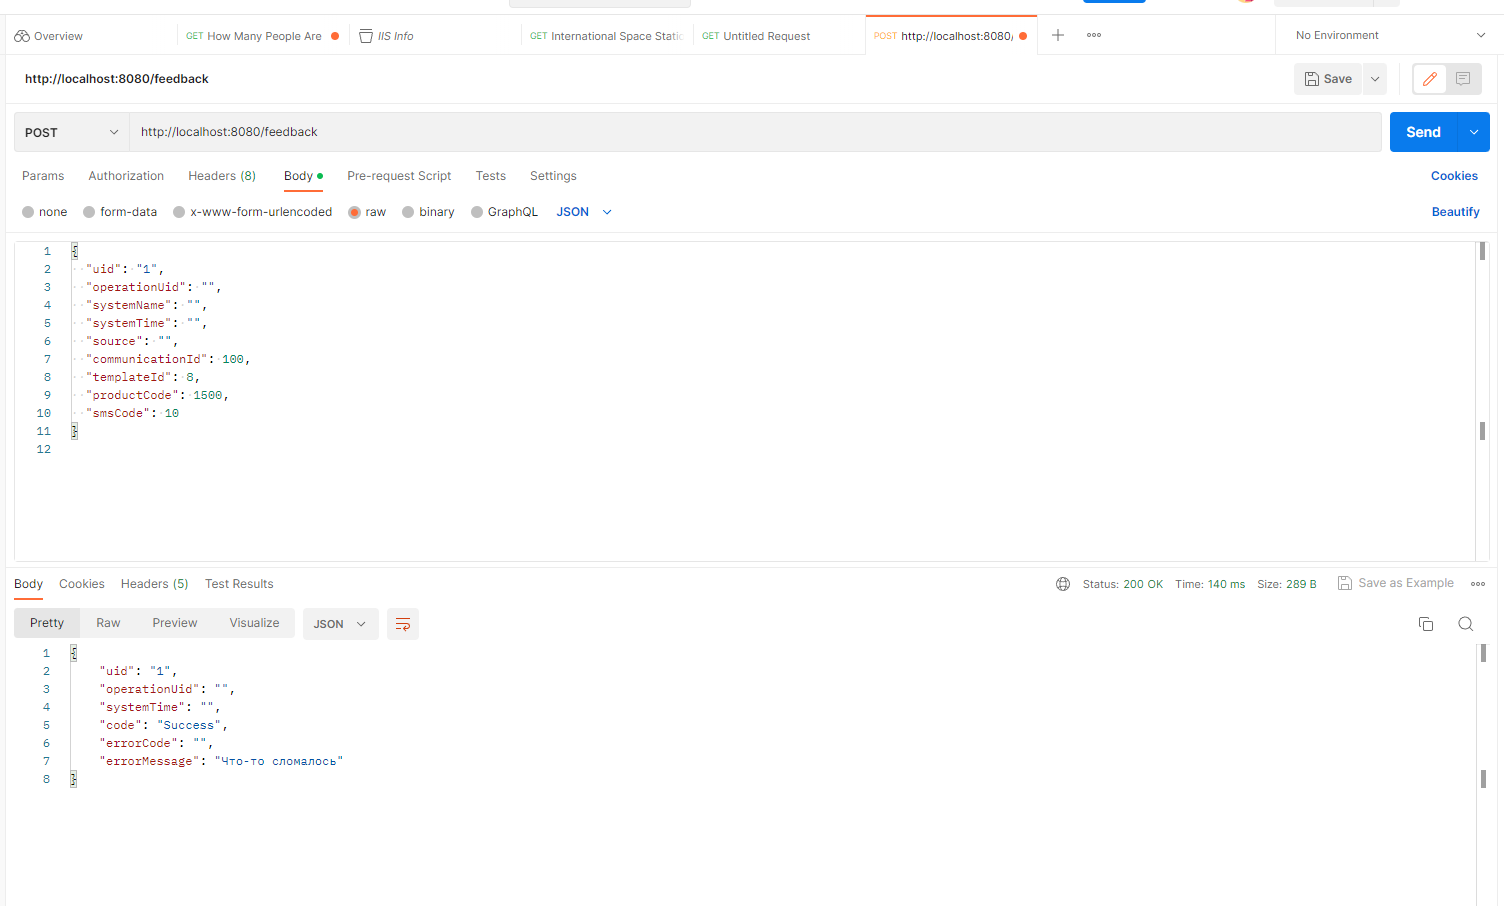 Overview
GET How Many People Are
IIS Info
GET International Space Static
GET Untitled Request
POST http://localhost:8080/
No Environment
http://localhost:8080/feedback
Save
POST
http://localhost:8080/feedback
Send
Params Authorization Headers (8) Body Pre-request Script Tests Settings
Cookies
none form-data x-www-form-urlencoded raw binary GraphQL JSON
Beautify
1 {
2 "uid": "1",
3 "operationUid": "",
4 "systemName": "",
5 "systemTime": "",
6 "source": "",
7 "communicationId": 100,
8 "templateId": 8,
9 "productCode": 1500,
10 "smsCode": 10
11 }
12
Body Cookies Headers (5) Test Results
Status: 200 OK Time: 140 ms Size: 289 B Save as Example
Pretty Raw Preview Visualize JSON
1 {
2 "uid": "1",
3 "operationUid": "",
4 "systemTime": "",
5 "code": "Success",
6 "errorCode": "",
7 "errorMessage": "Что-то сломалось"
8 }